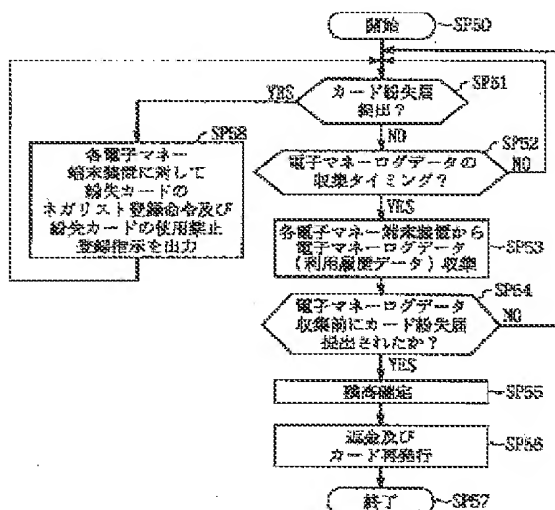 開始
SP50
カード紛失届
提出?
SP51
YES
NO
SP58
各電子マネー
端末装置に対して
紛失カードの
ネガリスト登録命令及び
紛失カードの使用禁止
登録指示を出力
電子マネーログデータの
収集タイミング?
SP52
NO
YES
各電子マネー端末装置から
電子マネーログデータ
(利用履歴データ)収集
SP53
電子マネーログデータ
収集前にカード紛失届
提出されたか?
SP54
NO
YES
残高確定
SP55
返金及び
カード再発行
SP56
終了
SP57